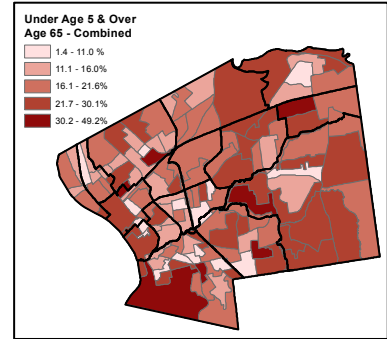 Under Age 5 & Over
Age 65 - Combined
1.4 - 11.0 %
11.1 - 16.0%
16.1 - 21.6%
21.7 - 30.1%
30.2 - 49.2%